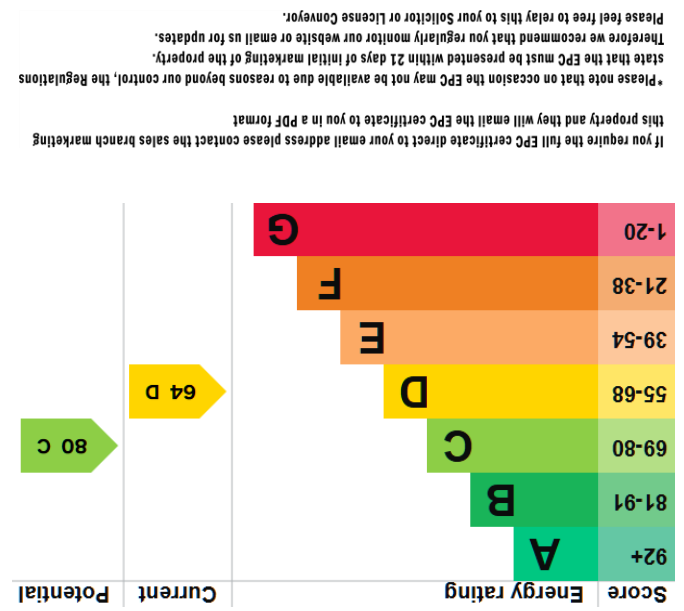 Score Energy rating Current Potential
92+ A
81-91 B
69-80 C 80 C
55-68 D 64 D
39-54 E
21-38 F
1-20 G
If you require the full EPC certificate direct to your email address please contact the sales branch marketing
this property and they will email the EPC certificate to you in a PDF format
*Please note that on occasion the EPC may not be available due to reasons beyond our control, the Regulations
state that the EPC must be presented within 21 days of initial marketing of the property.
Therefore we recommend that you regularly monitor our website or email us for updates.
Please feel free to relay this to your Solicitor or License Conveyor.